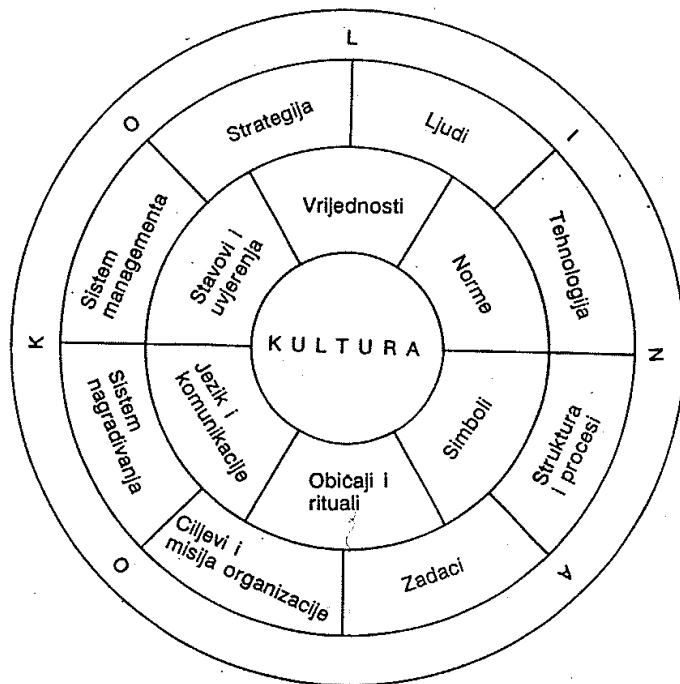 O K O L I N A
Strategija
Ljudi
Tehnologija
Struktura
i procesi
Zadaci
Ciljevi i
misija organizacije
Sistem
nagrađivanja
Sistem
managementa
Vrijednosti
Norme
Simboli
Običaji i
rituali
Jezik i
komunikacije
Stavovi i
uvjerenja
KULTURA